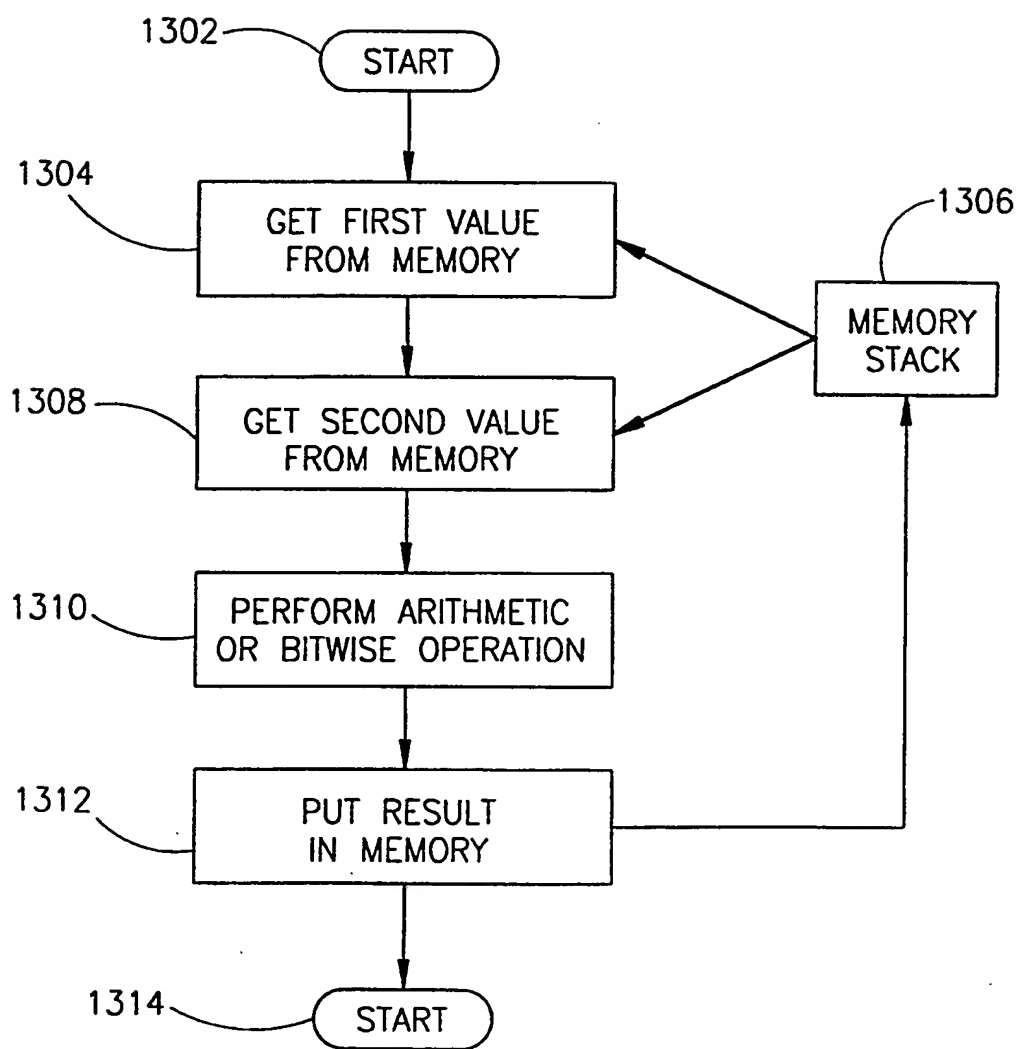 1302
START
1304
GET FIRST VALUE
FROM MEMORY
1306
MEMORY
STACK
1308
GET SECOND VALUE
FROM MEMORY
1310
PERFORM ARITHMETIC
OR BITWISE OPERATION
1312
PUT RESULT
IN MEMORY
1314
START